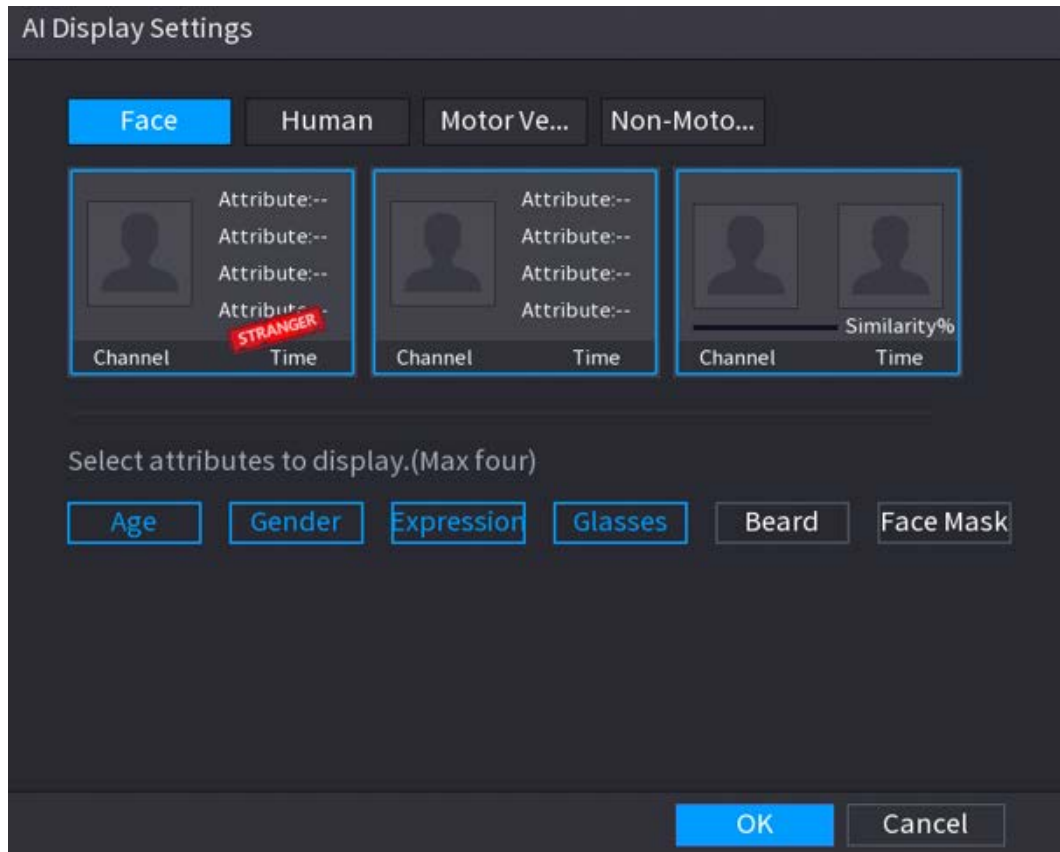 AI Display Settings
Face Human Motor Ve... Non-Moto...
Attribute:-- Attribute:--
Attribute:-- Attribute:--
Attribute:-- Attribute:--
Attribute:-- Attribute:--
STRANGER Similarity%
Channel Time Channel Time Channel Time
Select attributes to display.(Max four)
Age Gender Expression Glasses Beard Face Mask
OK Cancel